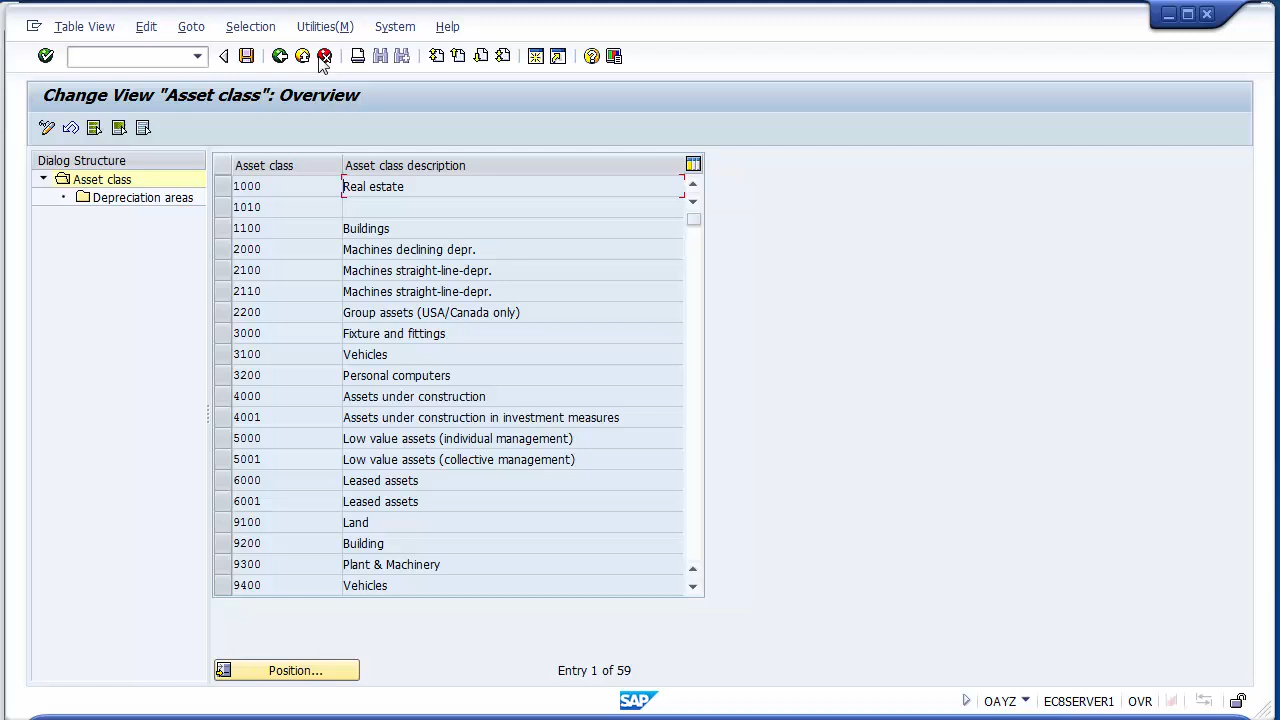 Table View Edit Goto Selection Utilities(M) System Help
Change View "Asset class": Overview
Dialog Structure
Asset class
Depreciation areas
Asset class Asset class description
1000 Real estate
1010
1100 Buildings
2000 Machines declining depr.
2100 Machines straight-line-depr.
2110 Machines straight-line-depr.
2200 Group assets (USA/Canada only)
3000 Fixture and fittings
3100 Vehicles
3200 Personal computers
4000 Assets under construction
4001 Assets under construction in investment measures
5000 Low value assets (individual management)
5001 Low value assets (collective management)
6000 Leased assets
6001 Leased assets
9100 Land
9200 Building
9300 Plant & Machinery
9400 Vehicles
Position... Entry 1 of 59
SAP OAYZ EC8SERVER1 OVR